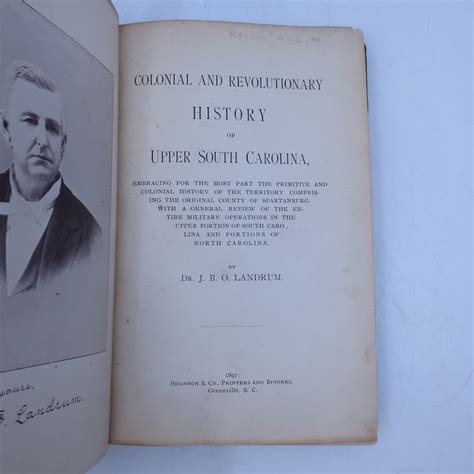 COLONIAL AND REVOLUTIONARY
HISTORY
OF
UPPER SOUTH CAROLINA,
EMBRACING FOR THE MOST PART THE PRIMITIVE AND
COLONIAL HISTORY OF THE TERRITORY COMPRIS-
ING THE ORIGINAL COUNTY OF SPARTANBURG
WITH A GENERAL REVIEW OF THE EN-
TIRE MILITARY OPERATIONS IN THE
UPPER PORTION OF SOUTH CARO-
LINA AND PORTIONS OF
NORTH CAROLINA.
BY
DR. J. B. O. LANDRUM.
1897:
SHANNON & CO., PRINTERS AND BINDERS,
Greenville, S. C.
yours,
Landrum.